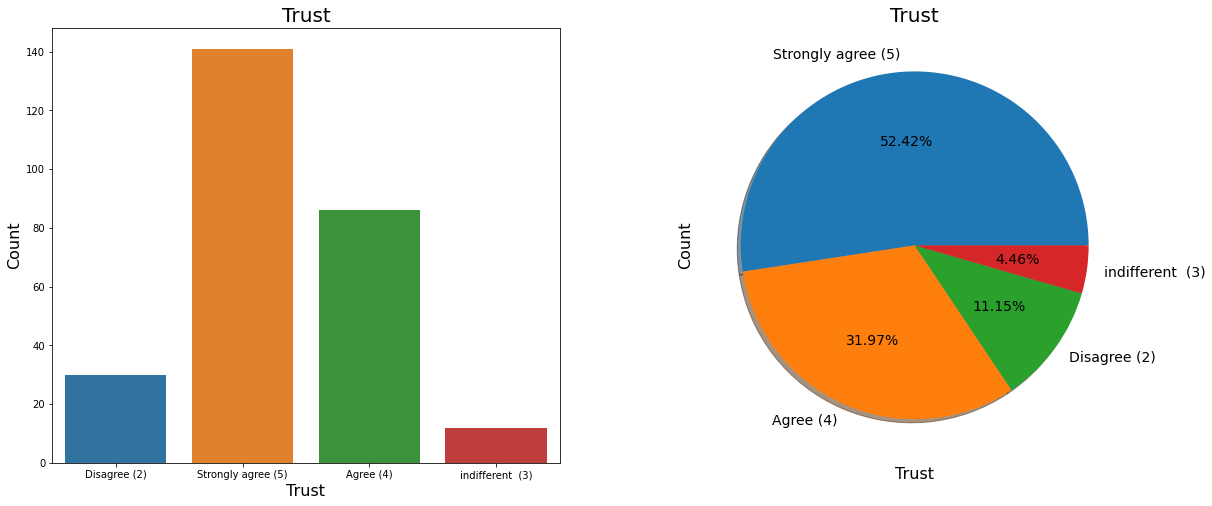 Trust
140
120
100
80
60
40
20
0
Count
Disagree (2)
Strongly agree (5)
Agree (4)
indifferent  (3)
Trust
Trust
Strongly agree (5)
52.42%
Count
4.46%
indifferent  (3)
11.15%
31.97%
Disagree (2)
Agree (4)
Trust